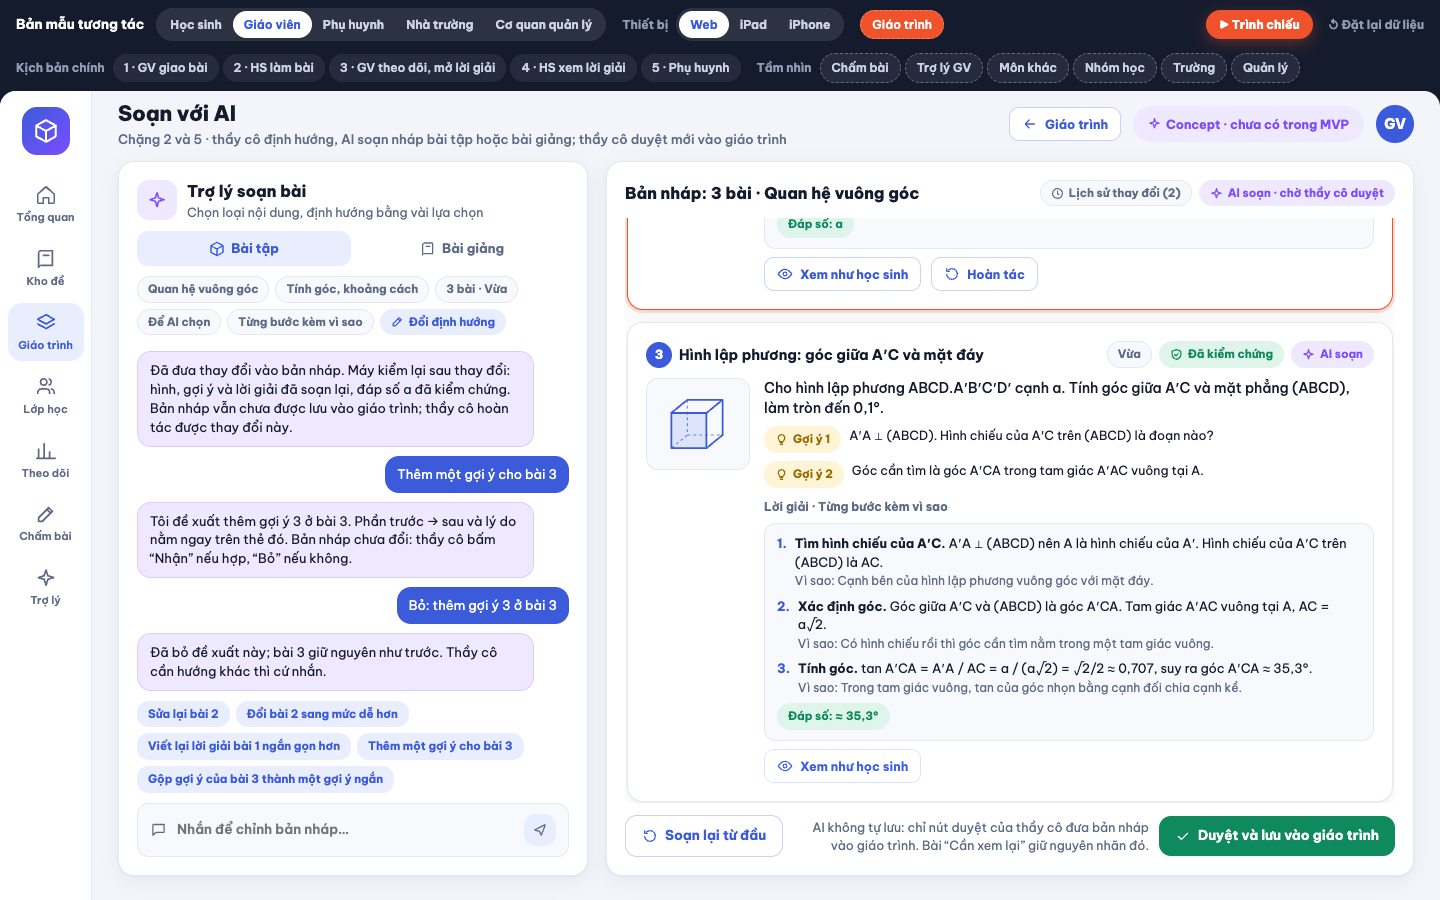 Bản mẫu tương tác
Học sinh
Giáo viên
Phụ huynh
Nhà trường
Cơ quan quản lý
Thiết bị
Web
iPad
iPhone
Giáo trình
Trình chiếu
Đặt lại dữ liệu
Kịch bản chính
1 · GV giao bài
2 · HS làm bài
3 · GV theo dõi, mở lời giải
4 · HS xem lời giải
5 · Phụ huynh
Tầm nhìn
Chấm bài
Trợ lý GV
Môn khác
Nhóm học
Trường
Quản lý
Tổng quan
Kho đề
Giáo trình
Lớp học
Theo dõi
Chấm bài
Trợ lý
Soạn với AI
Chặng 2 và 5 · thầy cô định hướng, AI soạn nháp bài tập hoặc bài giảng; thầy cô duyệt mới vào giáo trình
Giáo trình
Concept · chưa có trong MVP
GV
Trợ lý soạn bài
Chọn loại nội dung, định hướng bằng vài lựa chọn
Bài tập
Bài giảng
Quan hệ vuông góc
Tính góc, khoảng cách
3 bài · Vừa
Để AI chọn
Từng bước kèm vì sao
Đổi định hướng
Đã đưa thay đổi vào bản nháp. Máy kiểm lại sau thay đổi:
hình, gợi ý và lời giải đã soạn lại, đáp số a đã kiểm chứng.
Bản nháp vẫn chưa được lưu vào giáo trình; thầy cô hoàn
tác được thay đổi này.
Thêm một gợi ý cho bài 3
Tôi đề xuất thêm gợi ý 3 ở bài 3. Phần trước → sau và lý do
nằm ngay trên thẻ đó. Bản nháp chưa đổi: thầy cô bấm
“Nhận” nếu hợp, “Bỏ” nếu không.
Bỏ: thêm gợi ý 3 ở bài 3
Đã bỏ đề xuất này; bài 3 giữ nguyên như trước. Thầy cô
cần hướng khác thì cứ nhắn.
Sửa lại bài 2
Đổi bài 2 sang mức dễ hơn
Viết lại lời giải bài 1 ngắn gọn hơn
Thêm một gợi ý cho bài 3
Gộp gợi ý của bài 3 thành một gợi ý ngắn
Nhắn để chỉnh bản nháp...
Bản nháp: 3 bài · Quan hệ vuông góc
Lịch sử thay đổi (2)
AI soạn · chờ thầy cô duyệt
Đáp số: a
Xem như học sinh
Hoàn tác
3
Hình lập phương: góc giữa A'C và mặt đáy
Vừa
Đã kiểm chứng
AI soạn
Cho hình lập phương ABCD.A'B'C'D' cạnh a. Tính góc giữa A'C và mặt phẳng (ABCD),
làm tròn đến 0,1°.
Gợi ý 1
A'A ⊥ (ABCD). Hình chiếu của A'C trên (ABCD) là đoạn nào?
Gợi ý 2
Góc cần tìm là góc A'CA trong tam giác A'AC vuông tại A.
Lời giải · Từng bước kèm vì sao
1. Tìm hình chiếu của A'C. A'A ⊥ (ABCD) nên A là hình chiếu của A'. Hình chiếu của A'C trên
(ABCD) là AC.
Vì sao: Cạnh bên của hình lập phương vuông góc với mặt đáy.
2. Xác định góc. Góc giữa A'C và (ABCD) là góc A'CA. Tam giác A'AC vuông tại A, AC =
a√2.
Vì sao: Có hình chiếu rồi thì góc cần tìm nằm trong một tam giác vuông.
3. Tính góc. tan A'CA = A'A / AC = a / (a√2) = √2/2 ≈ 0,707, suy ra góc A'CA ≈ 35,3°.
Vì sao: Trong tam giác vuông, tan của góc nhọn bằng cạnh đối chia cạnh kề.
Đáp số: ≈ 35,3°
Xem như học sinh
Soạn lại từ đầu
AI không tự lưu: chỉ nút duyệt của thầy cô đưa bản nháp
vào giáo trình. Bài “Cần xem lại” giữ nguyên nhãn đó.
Duyệt và lưu vào giáo trình